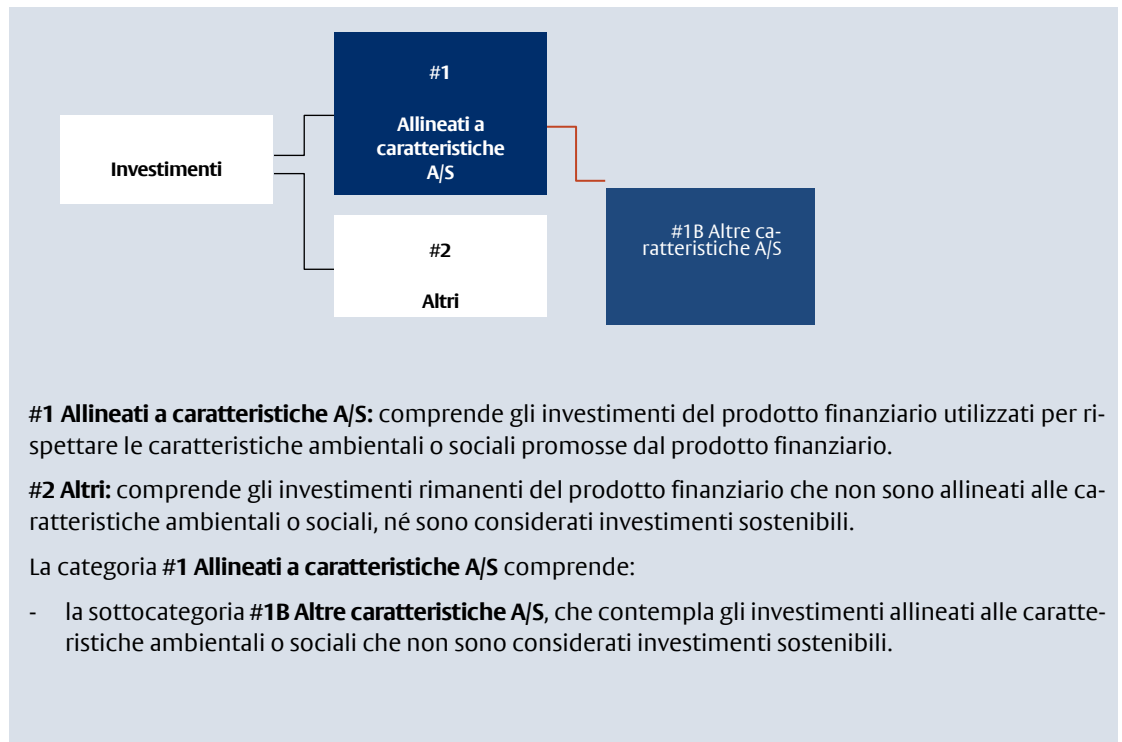 #1
Allineati a
caratteristiche
A/S
Investimenti
#2
Altri
#1B Altre ca-
ratteristiche A/S
#1 Allineati a caratteristiche A/S: comprende gli investimenti del prodotto finanziario utilizzati per ri-
spettare le caratteristiche ambientali o sociali promosse dal prodotto finanziario.
#2 Altri: comprende gli investimenti rimanenti del prodotto finanziario che non sono allineati alle ca-
ratteristiche ambientali o sociali, né sono considerati investimenti sostenibili.
La categoria #1 Allineati a caratteristiche A/S comprende:
- la sottocategoria #1B Altre caratteristiche A/S, che contempla gli investimenti allineati alle caratte-
ristiche ambientali o sociali che non sono considerati investimenti sostenibili.